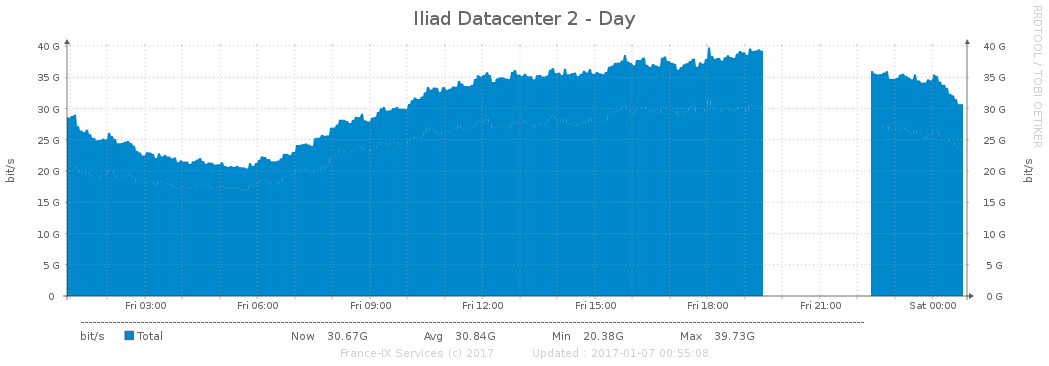 Iliad Datacenter 2 - Day
RRDTOOL / TOBI OETIKER
40 G 40 G
35 G 35 G
30 G 30 G
25 G 25 G
20 G 20 G
15 G 15 G
10 G 10 G
5 G 5 G
0 0 G
bit/s bit/s
Fri 03:00 Fri 06:00 Fri 09:00 Fri 12:00 Fri 15:00 Fri 18:00 Fri 21:00 Sat 00:00
bit/s Total Now 30.67G Avg 30.84G Min 20.38G Max 39.73G
France-IX Services (c) 2017 Updated : 2017-01-07 00:55:08